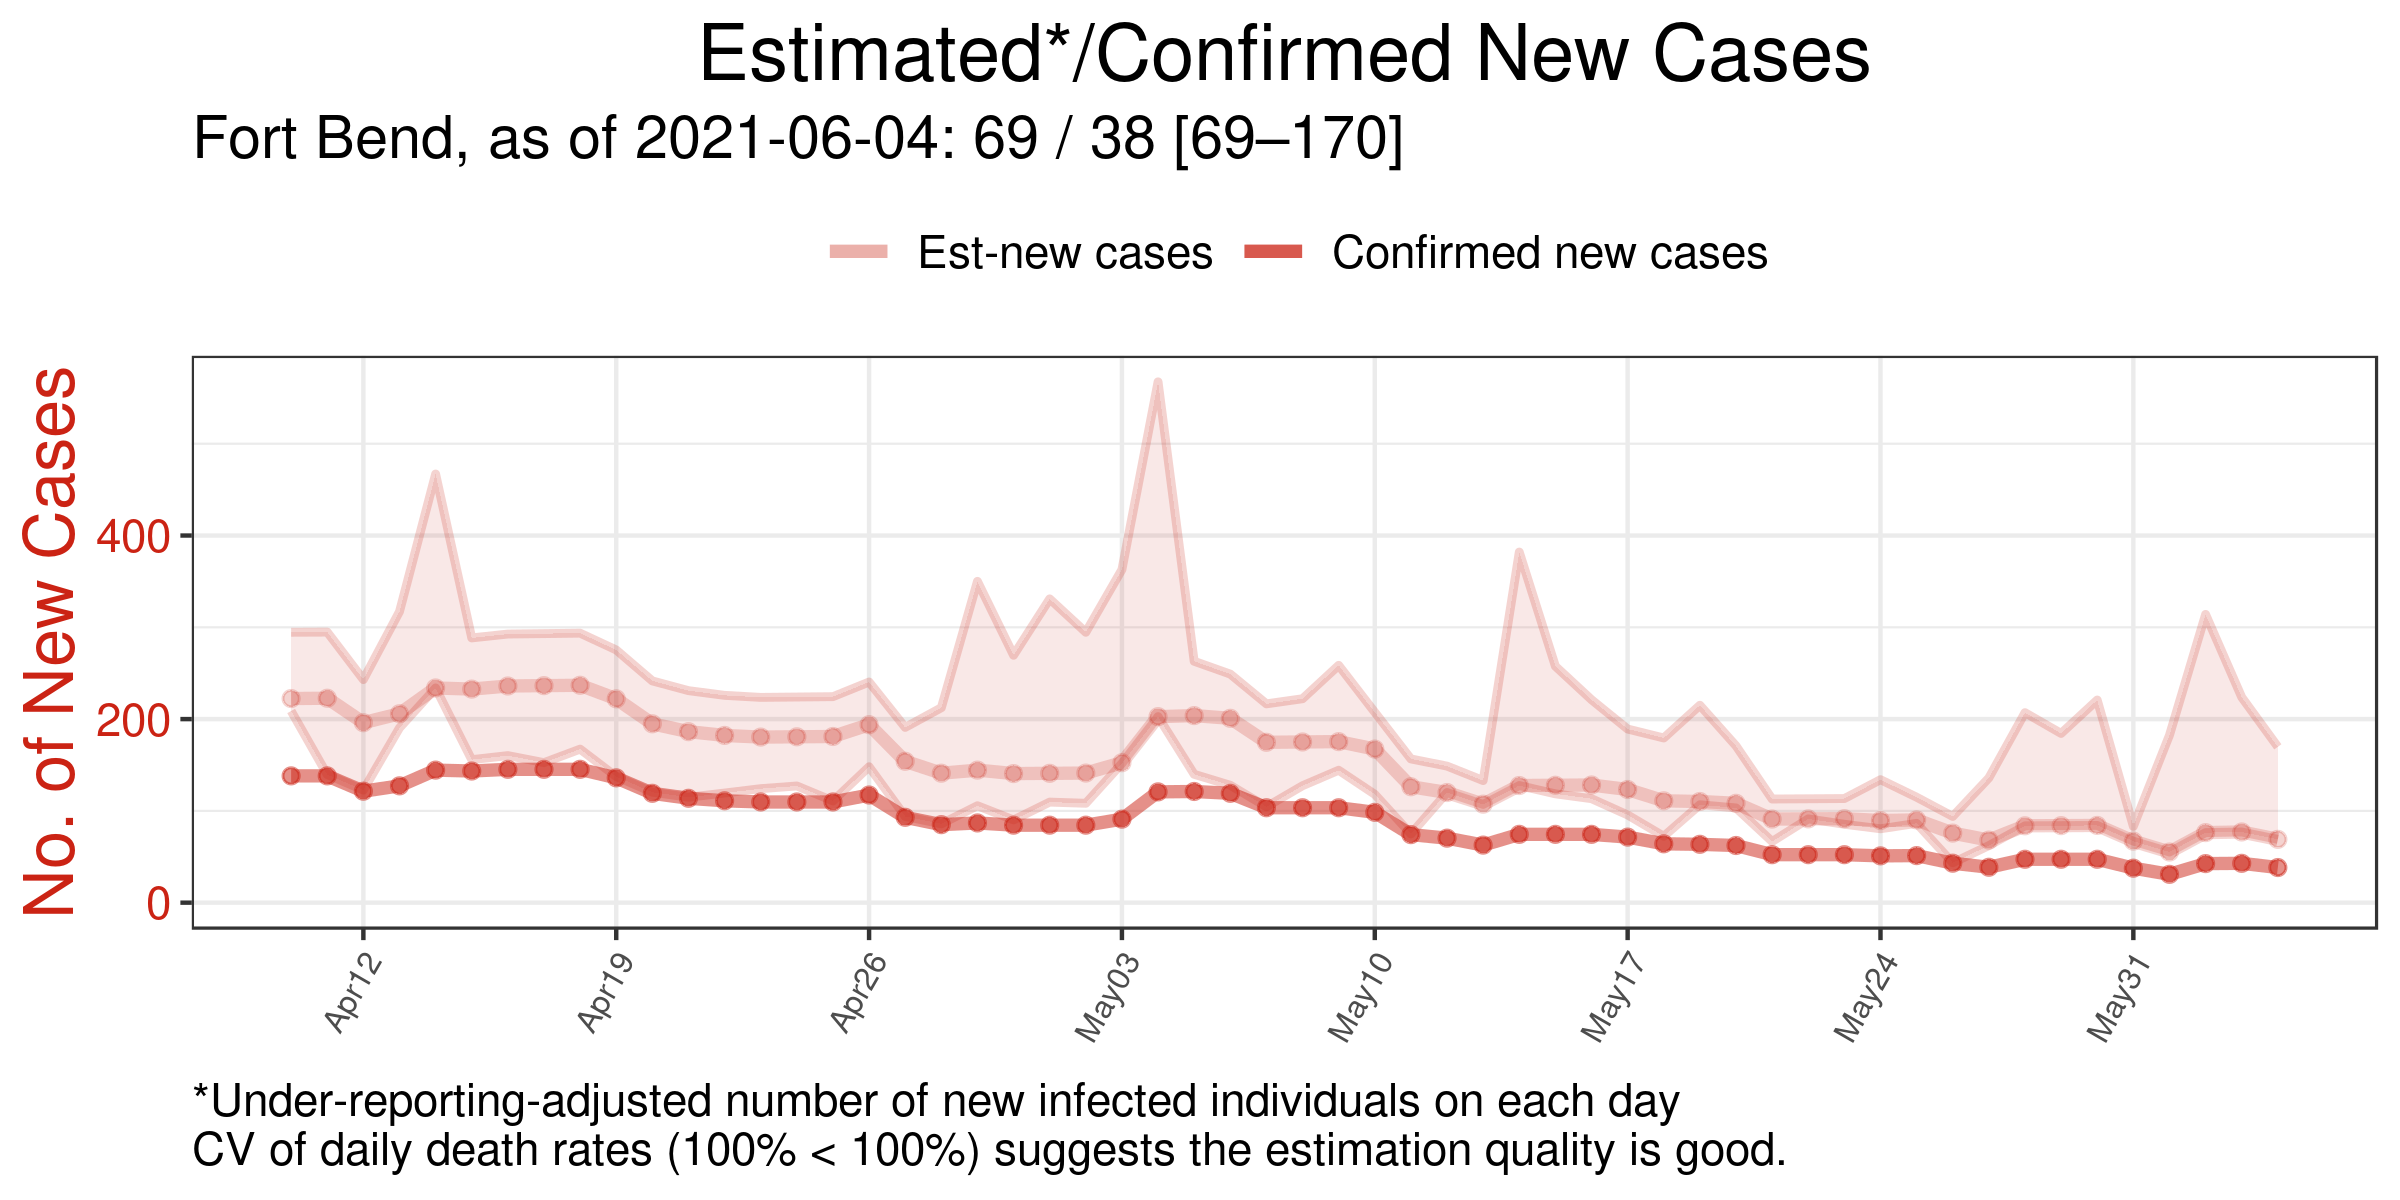 Estimated*/Confirmed New Cases
Fort Bend, as of 2021-06-04: 69 / 38 [69–170]
Est-new cases
Confirmed new cases
No. of New Cases
400
200
0
Apr12
Apr19
Apr26
May03
May10
May17
May24
May31
*Under-reporting-adjusted number of new infected individuals on each day
CV of daily death rates (100% < 100%) suggests the estimation quality is good.